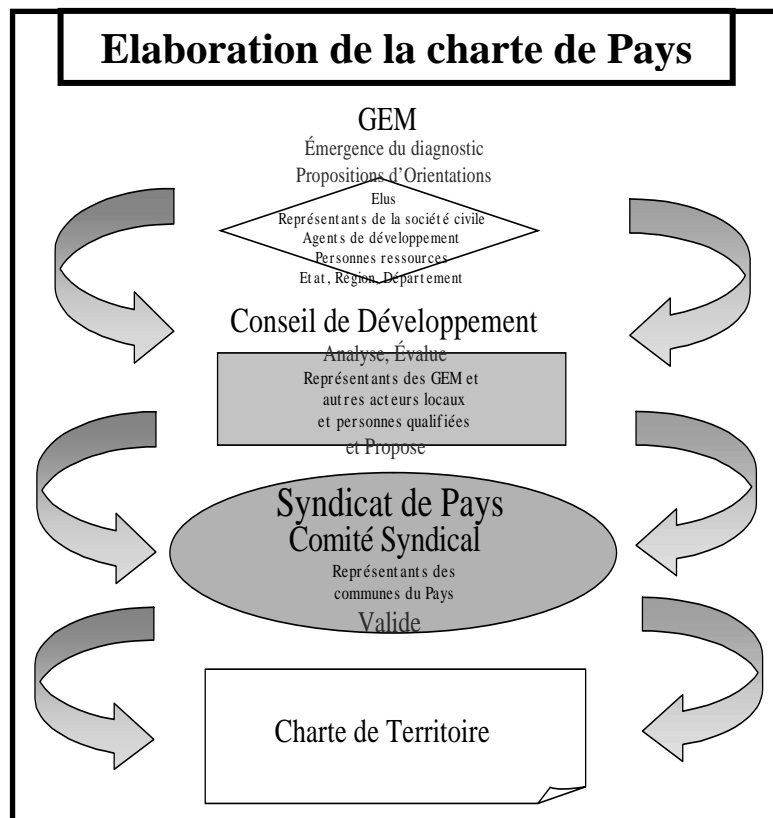 Elaboration de la charte de Pays
GEM
Émergence du diagnostic
Propositions d’Orientations
Elus
Représentants de la société civile
Agents de développement
Personnes ressources
Etat, Région, Département
Conseil de Développement
Analyse, Évalue
Représentants des GEM et
autres acteurs locaux
et personnes qualifiées
et Propose
Syndicat de Pays
Comité Syndical
Représentants des
communes du Pays
Valide
Charte de Territoire